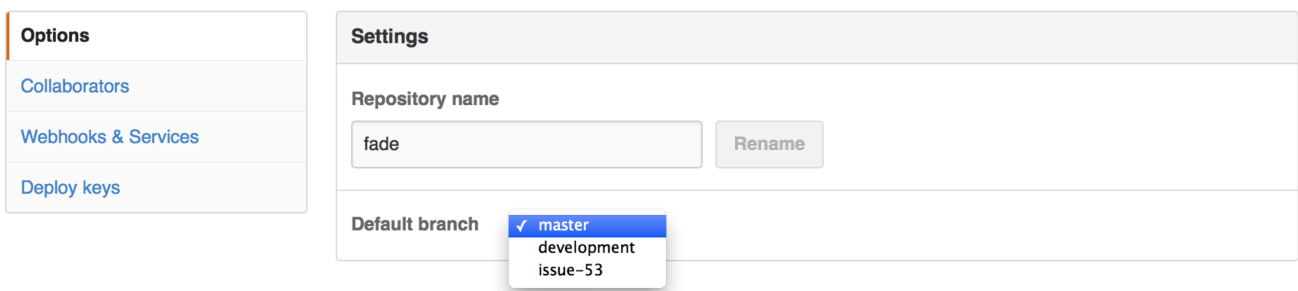 Options
Collaborators
Webhooks & Services
Deploy keys
Settings
Repository name
fade
Rename
Default branch
✓ master
development
issue-53